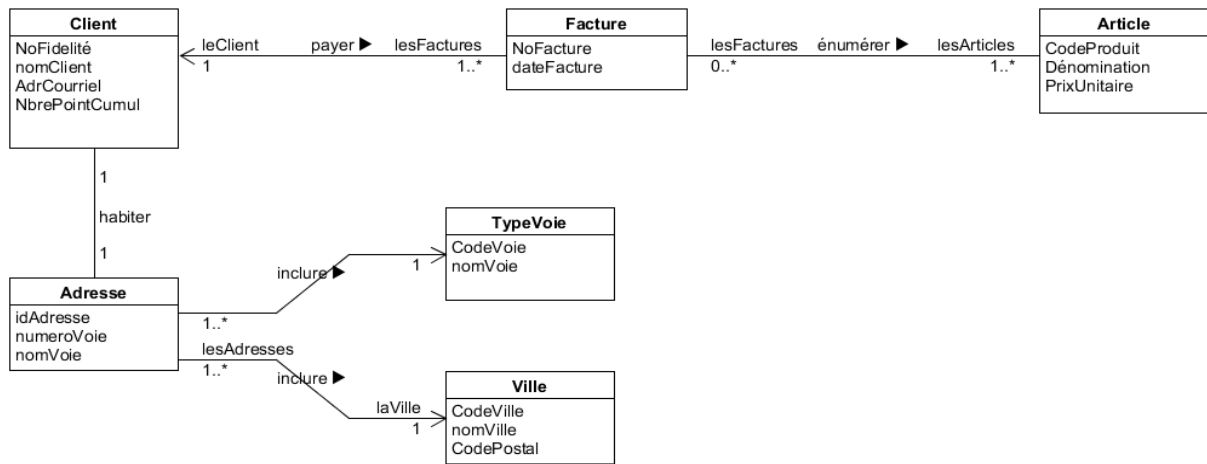 Client
NoFidelité
nomClient
AdrCourriel
NbrePointCumul
leClient payer ▶ lesFactures
1 1..*
Facture
NoFacture
dateFacture
lesFactures énumérer ▶ lesArticles
0..* 1..*
Article
CodeProduit
Dénomination
PrixUnitaire
1
habiter
1
Adresse
idAdresse
numeroVoie
nomVoie
1..*
inclure ▶
1
TypeVoie
CodeVoie
nomVoie
lesAdresses
1..*
inclure ▶
laVille
1
Ville
CodeVille
nomVille
CodePostal